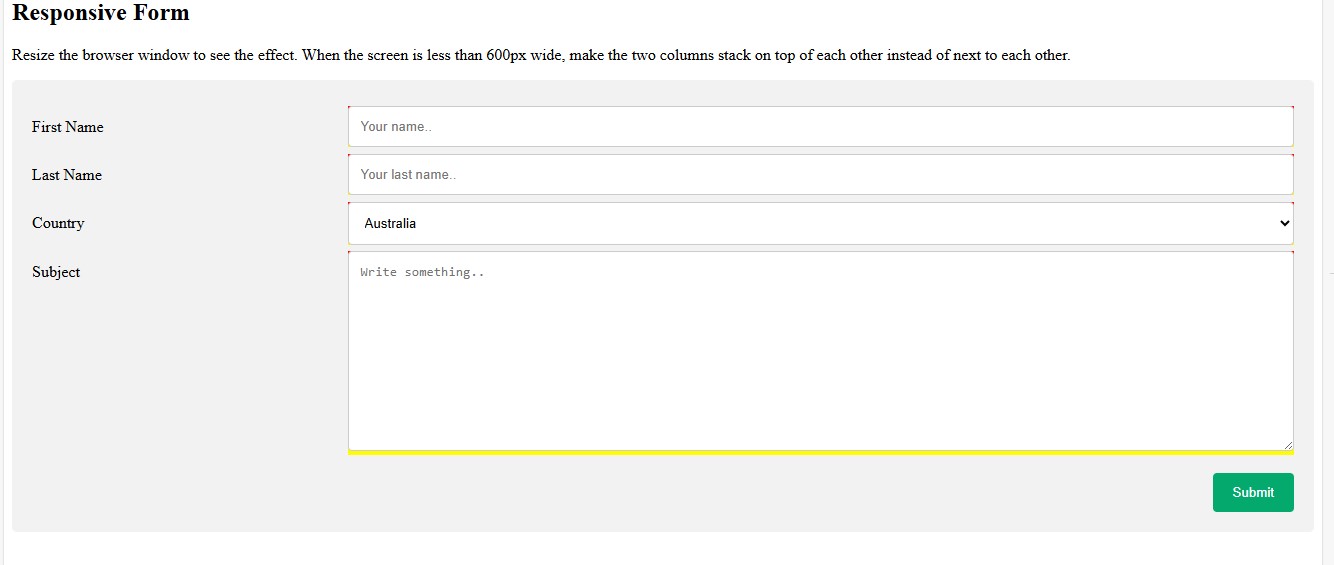 Responsive Form
Resize the browser window to see the effect. When the screen is less than 600px wide, make the two columns stack on top of each other instead of next to each other.
First Name
Your name..
Last Name
Your last name..
Country
Australia
Subject
Write something..
Submit